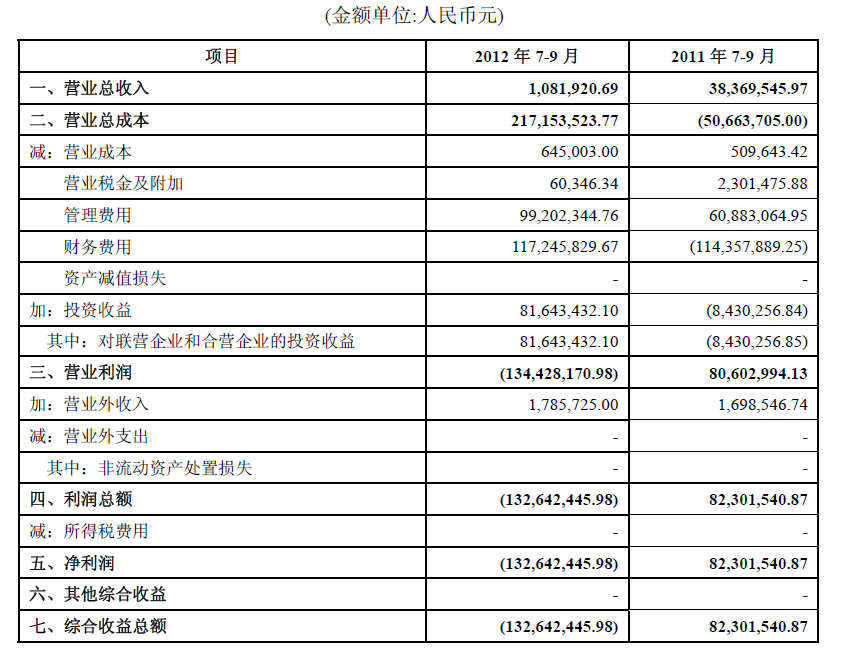 (金额单位:人民币元)
项目 2012 年 7-9 月 2011 年 7-9 月
一、营业总收入 1,081,920.69 38,369,545.97
二、营业总成本 217,153,523.77 (50,663,705.00)
减：营业成本 645,003.00 509,643.42
营业税金及附加 60,346.34 2,301,475.88
管理费用 99,202,344.76 60,883,064.95
财务费用 117,245,829.67 (114,357,889.25)
资产减值损失 - -
加：投资收益 81,643,432.10 (8,430,256.84)
其中：对联营企业和合营企业的投资收益 81,643,432.10 (8,430,256.85)
三、营业利润 (134,428,170.98) 80,602,994.13
加：营业外收入 1,785,725.00 1,698,546.74
减：营业外支出 - -
其中：非流动资产处置损失 - -
四、利润总额 (132,642,445.98) 82,301,540.87
减：所得税费用 - -
五、净利润 (132,642,445.98) 82,301,540.87
六、其他综合收益 - -
七、综合收益总额 (132,642,445.98) 82,301,540.87